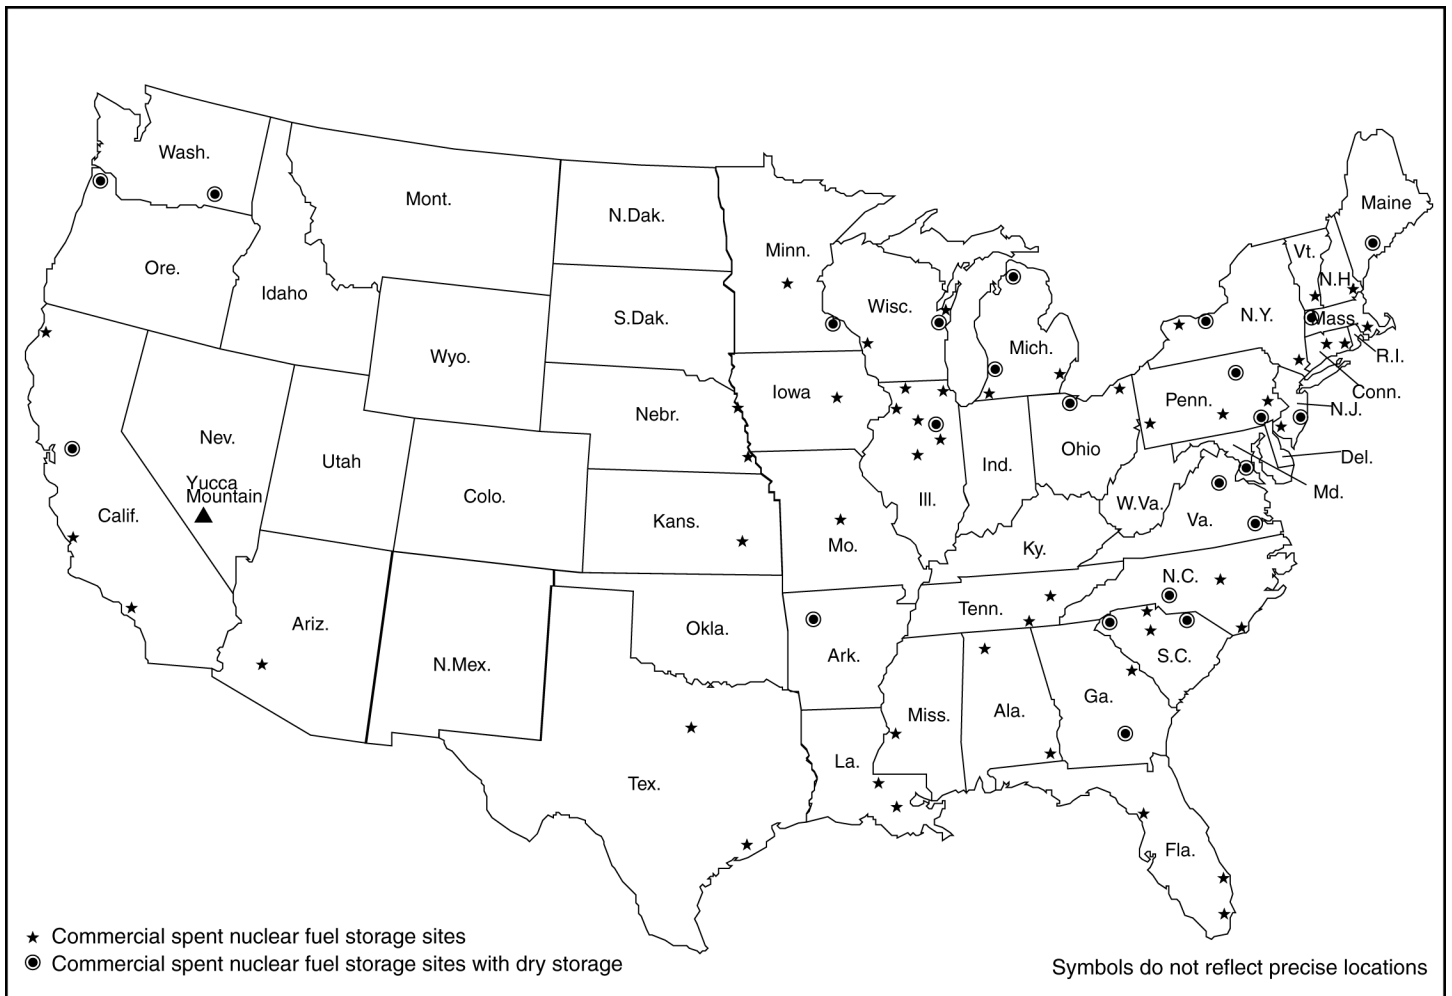 Wash.
Mont.
N.Dak.
Minn.
Maine
Ore.
Idaho
Vt.
N.H.
S.Dak.
Wisc.
N.Y.
Mass.
Wyo.
Mich.
R.I.
Conn.
Iowa
Nebr.
Penn.
N.J.
Nev.
Utah
Ohio
Ind.
Del.
Yucca
Mountain
Colo.
Ill.
Md.
Calif.
Kans.
Mo.
W.Va.
Va.
Ky.
N.C.
Ariz.
N.Mex.
Okla.
Tenn.
Ark.
S.C.
Ga.
Miss.
Ala.
La.
Tex.
Fla.
Commercial spent nuclear fuel storage sites
Commercial spent nuclear fuel storage sites with dry storage
Symbols do not reflect precise locations